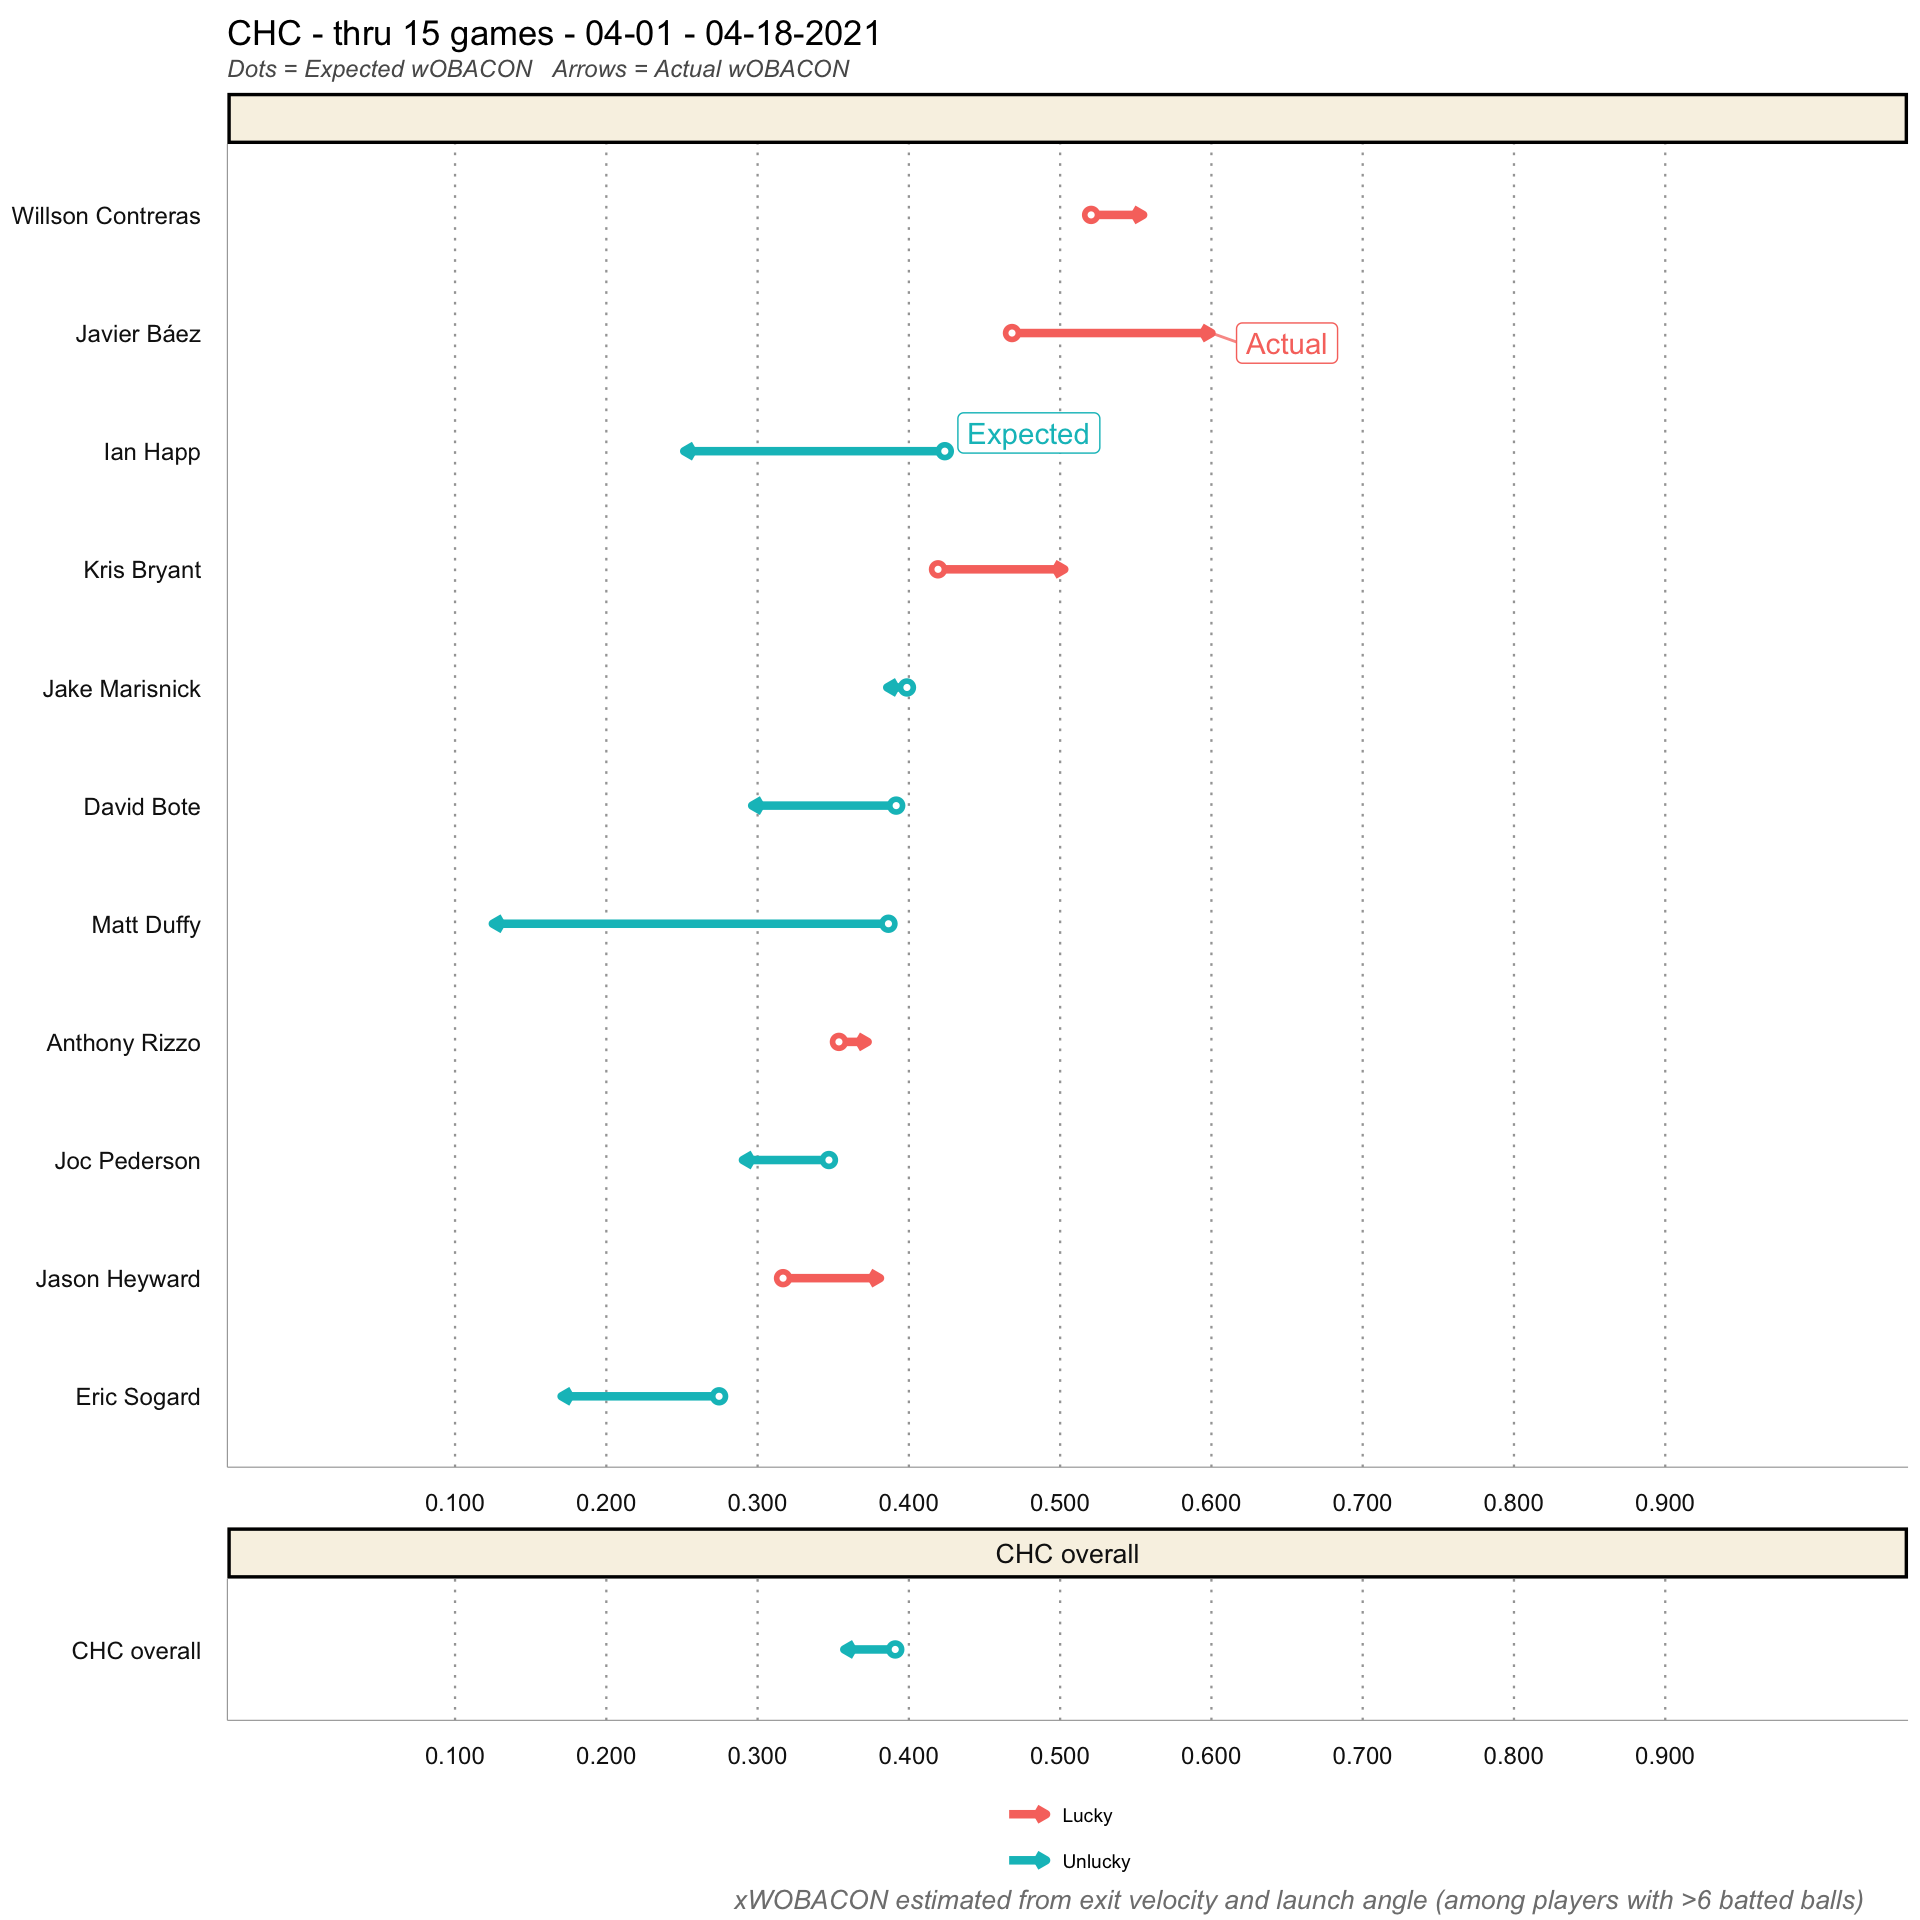 CHC - thru 15 games - 04-01 - 04-18-2021
Dots = Expected wOBACON   Arrows = Actual wOBACON
Willson Contreras
Javier Báez
Actual
Ian Happ
Expected
Kris Bryant
Jake Marisnick
David Bote
Matt Duffy
Anthony Rizzo
Joc Pederson
Jason Heyward
Eric Sogard
0.100 0.200 0.300 0.400 0.500 0.600 0.700 0.800 0.900
CHC overall
CHC overall
0.100 0.200 0.300 0.400 0.500 0.600 0.700 0.800 0.900
Lucky
Unlucky
xWOBACON estimated from exit velocity and launch angle (among players with >6 batted balls)